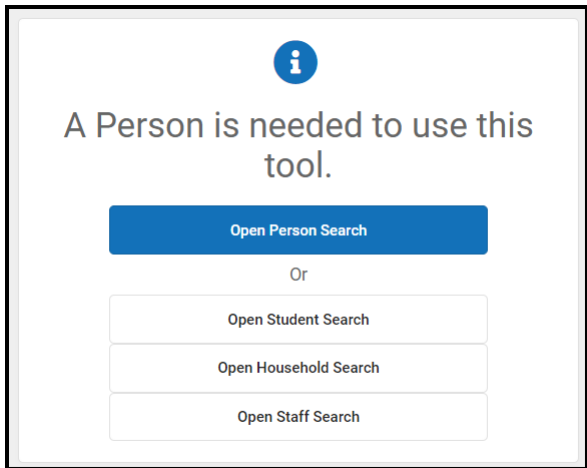 A Person is needed to use this
tool.
Open Person Search
Or
Open Student Search
Open Household Search
Open Staff Search